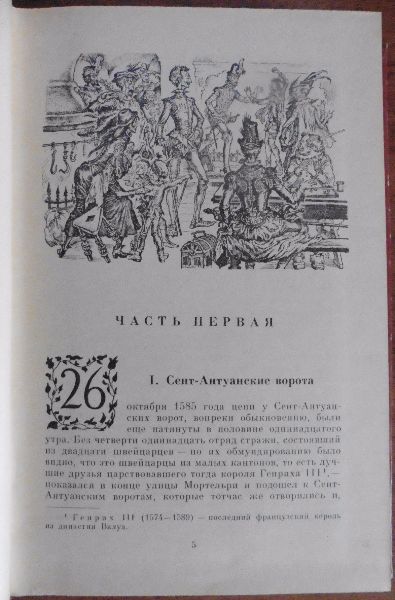 ЧАСТЬ ПЕРВАЯ
I. Сент-Антуанские ворота
26 октября 1585 года цепи у Сент-Антуан-
ских ворот, вопреки обыкновению, были
еще натянуты в половине одиннадцатого
утра. Без четверти одиннадцать отряд стражи, состоявший
из двадцати швейцарцев — по их обмундированию было
видно, что это швейцарцы из малых кантонов, то есть луч-
шие друзья царствовавшего тогда короля Генриха III¹,—
показался в конце улицы Мортельри и подошел к Сент-
Антуанским воротам, которые тотчас же отворились и,
¹ Генрих III (1574—1589) — последний французский король
из династии Валуа.
5